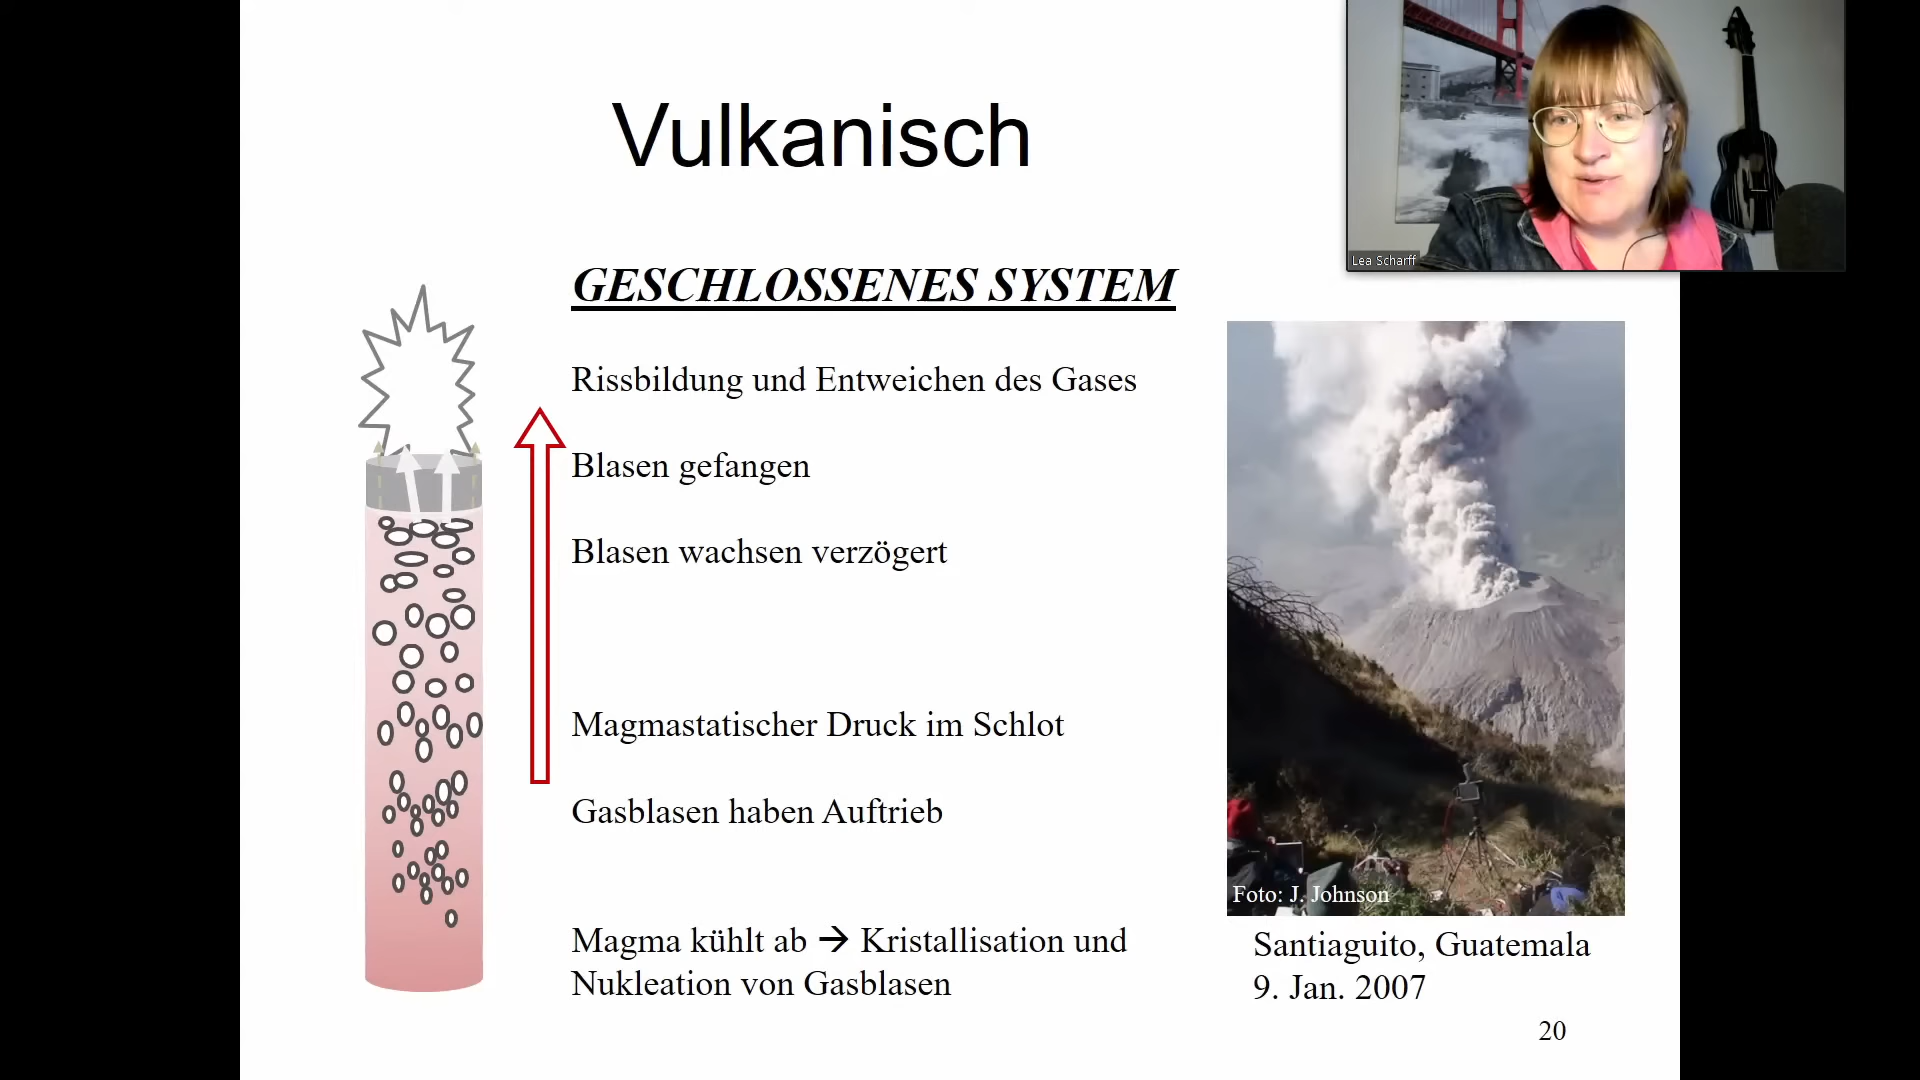 Vulkanisch
Lea Scharff
GESCHLOSSENES SYSTEM
Rissbildung und Entweichen des Gases
Blasen gefangen
Blasen wachsen verzögert
Magmastatischer Druck im Schlot
Gasblasen haben Auftrieb
Magma kühlt ab → Kristallisation und
Nukleation von Gasblasen
Foto: J. Johnson
Santiaguito, Guatemala
9. Jan. 2007
20